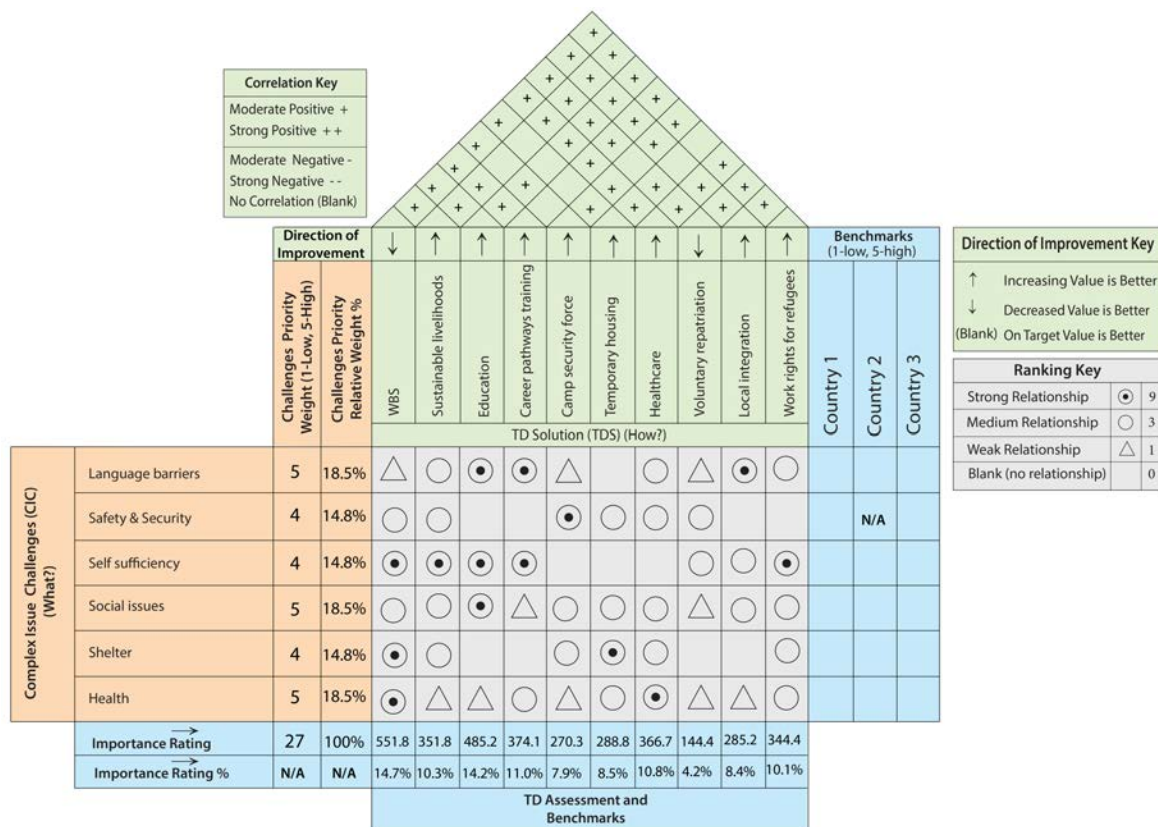 Correlation Key
Moderate Positive +
Strong Positive + +
Moderate Negative -
Strong Negative - -
No Correlation (Blank)
Direction of
Improvement
Benchmarks
(1-low, 5-high)
Direction of Improvement Key
↑ Increasing Value is Better
↓ Decreased Value is Better
(Blank) On Target Value is Better
Ranking Key
Strong Relationship 9
Medium Relationship 3
Weak Relationship 1
Blank (no relationship) 0
Challenges Priority
Weight (1-Low, 5-High)
Challenges Priority
Relative Weight %
WBS
Sustainable livelihoods
Education
Career pathways training
Camp security force
Temporary housing
Healthcare
Voluntary repatriation
Local integration
Work rights for refugees
Country 1
Country 2
Country 3
TD Solution (TDS) (How?)
Complex Issue Challenges (CIC)
(What?)
Language barriers 5 18.5%
Safety & Security 4 14.8% N/A
Self sufficiency 4 14.8%
Social issues 5 18.5%
Shelter 4 14.8%
Health 5 18.5%
Importance Rating 27 100% 551.8 351.8 485.2 374.1 270.3 288.8 366.7 144.4 285.2 344.4
Importance Rating % N/A N/A 14.7% 10.3% 14.2% 11.0% 7.9% 8.5% 10.8% 4.2% 8.4% 10.1%
TD Assessment and
Benchmarks